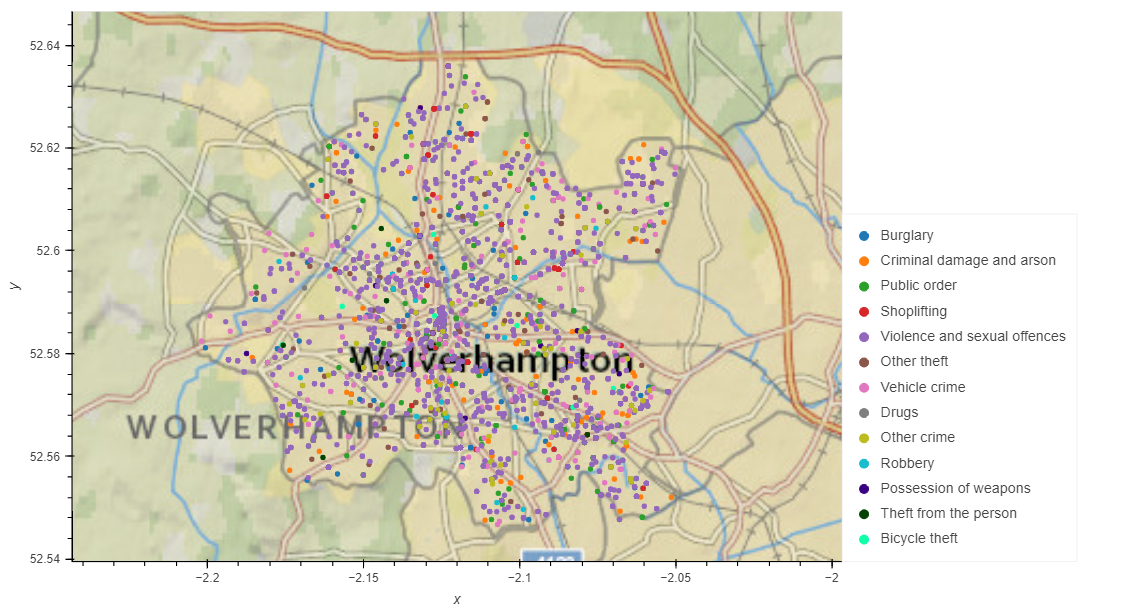 52.64
52.62
52.6
52.58
52.56
52.54
y
−2.2
−2.15
−2.1
−2.05
−2
x
Wolverhampton
WOLVERHAMPTON
Burglary
Criminal damage and arson
Public order
Shoplifting
Violence and sexual offences
Other theft
Vehicle crime
Drugs
Other crime
Robbery
Possession of weapons
Theft from the person
Bicycle theft